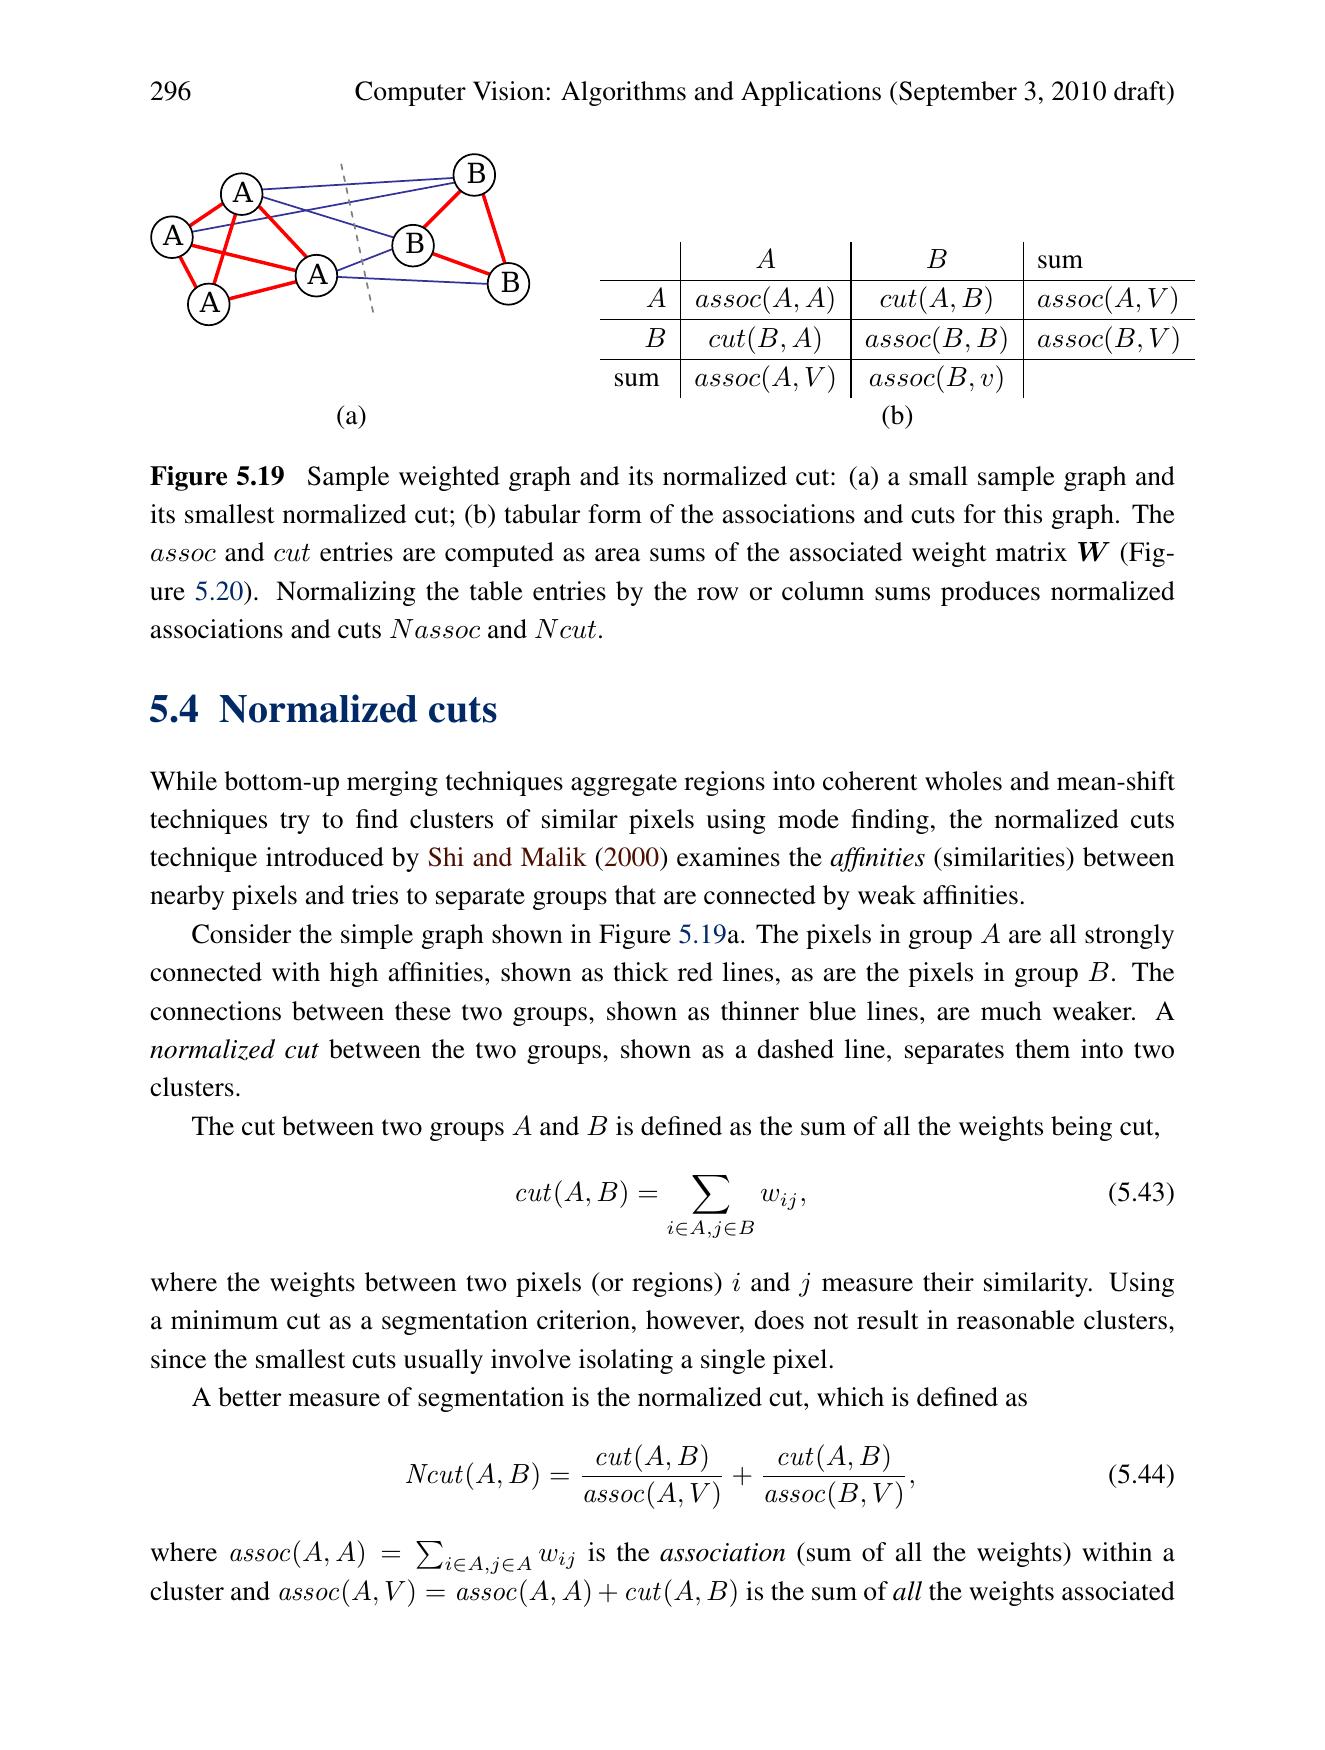 296 Computer Vision: Algorithms and Applications (September 3, 2010 draft)
A
A
A
A
B
B
B
A B sum
A assoc(A, A) cut(A, B) assoc(A, V)
B cut(B, A) assoc(B, B) assoc(B, V)
sum assoc(A, V) assoc(B, v)
(a) (b)
Figure 5.19 Sample weighted graph and its normalized cut: (a) a small sample graph and
its smallest normalized cut; (b) tabular form of the associations and cuts for this graph. The
assoc and cut entries are computed as area sums of the associated weight matrix W (Fig-
ure 5.20). Normalizing the table entries by the row or column sums produces normalized
associations and cuts Nassoc and Ncut.
5.4 Normalized cuts
While bottom-up merging techniques aggregate regions into coherent wholes and mean-shift
techniques try to find clusters of similar pixels using mode finding, the normalized cuts
technique introduced by Shi and Malik (2000) examines the affinities (similarities) between
nearby pixels and tries to separate groups that are connected by weak affinities.
Consider the simple graph shown in Figure 5.19a. The pixels in group A are all strongly
connected with high affinities, shown as thick red lines, as are the pixels in group B. The
connections between these two groups, shown as thinner blue lines, are much weaker. A
normalized cut between the two groups, shown as a dashed line, separates them into two
clusters.
The cut between two groups A and B is defined as the sum of all the weights being cut,
cut(A, B) = ∑_{i∈A,j∈B} w_{ij}, (5.43)
where the weights between two pixels (or regions) i and j measure their similarity. Using
a minimum cut as a segmentation criterion, however, does not result in reasonable clusters,
since the smallest cuts usually involve isolating a single pixel.
A better measure of segmentation is the normalized cut, which is defined as
Ncut(A, B) = cut(A, B)/assoc(A, V) + cut(A, B)/assoc(B, V), (5.44)
where assoc(A, A) = ∑_{i∈A,j∈A} w_{ij} is the association (sum of all the weights) within a
cluster and assoc(A, V) = assoc(A, A) + cut(A, B) is the sum of all the weights associated